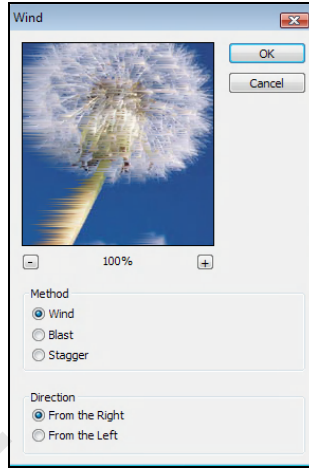 Wind
OK
Cancel
- 100% +
Method
Wind
Blast
Stagger
Direction
From the Right
From the Left